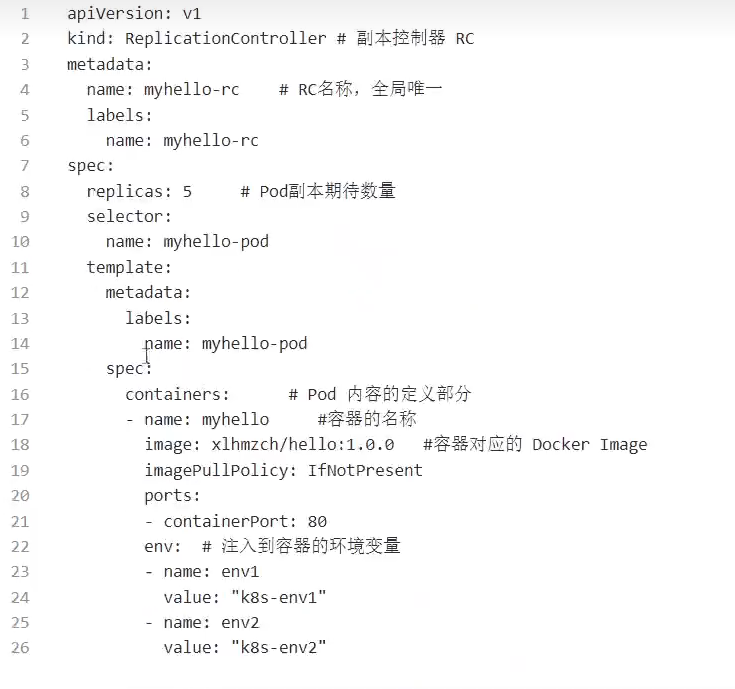 1 apiVersion: v1
2 kind: ReplicationController # 副本控制器 RC
3 metadata:
4   name: myhello-rc    # RC名称，全局唯一
5   labels:
6     name: myhello-rc
7 spec:
8   replicas: 5     # Pod副本期待数量
9   selector:
10     name: myhello-pod
11   template:
12     metadata:
13       labels:
14         name: myhello-pod
15     spec:
16       containers:      # Pod 内容的定义部分
17       - name: myhello     #容器的名称
18         image: xlhmzch/hello:1.0.0   #容器对应的 Docker Image
19         imagePullPolicy: IfNotPresent
20         ports:
21         - containerPort: 80
22         env:  # 注入到容器的环境变量
23         - name: env1
24           value: "k8s-env1"
25         - name: env2
26           value: "k8s-env2"